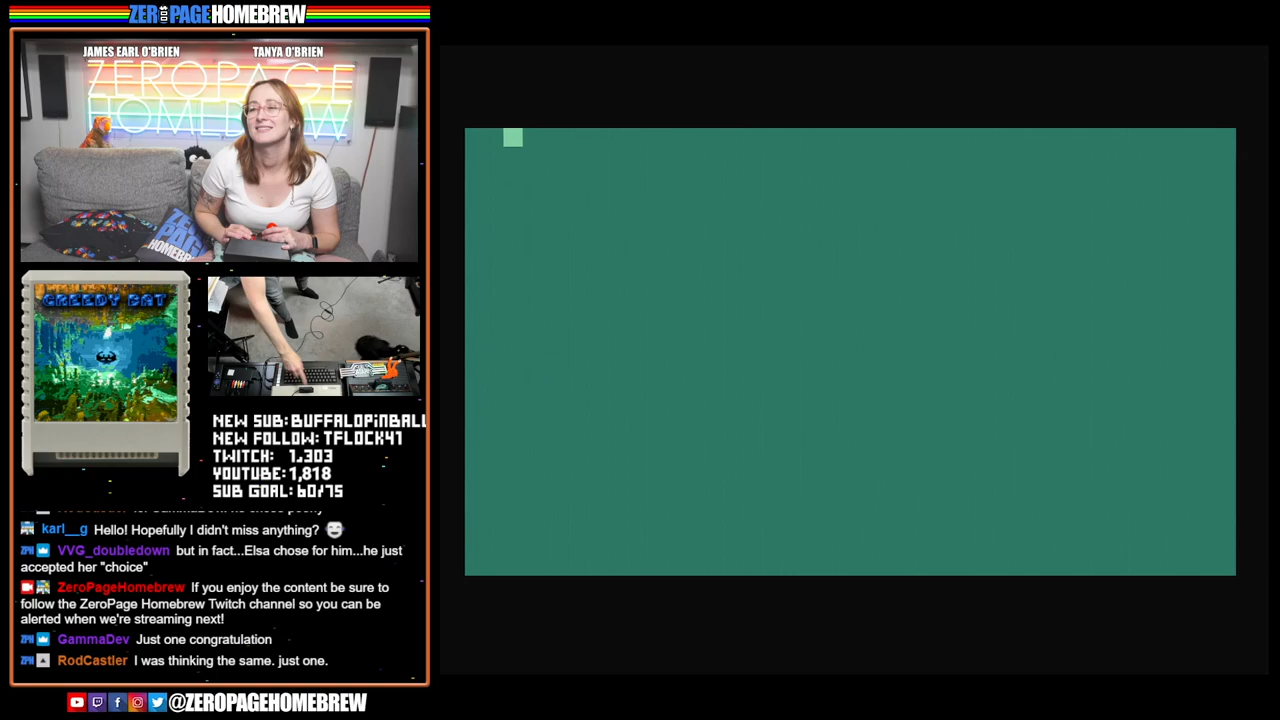 ZEROPAGE HOMEBREW
JAMES EARL O'BRIEN
TANYA O'BRIEN
ZEROPAGE
HOMEBREW
ZERO
PAGE
HOMEBREW
GREEDY BAT
NEW SUB: BUFFALOPINBALL
NEW FOLLOW: TFLOCK41
TWITCH: 1,303
YOUTUBE: 1,818
SUB GOAL: 60/75
karl__g Hello! Hopefully I didn't miss anything?
VVG_doubledown but in fact...Elsa chose for him...he just
accepted her "choice"
ZeroPageHomebrew If you enjoy the content be sure to
follow the ZeroPage Homebrew Twitch channel so you can be
alerted when we're streaming next!
GammaDev Just one congratulation
RodCastler I was thinking the same. just one.
@ZEROPAGEHOMEBREW